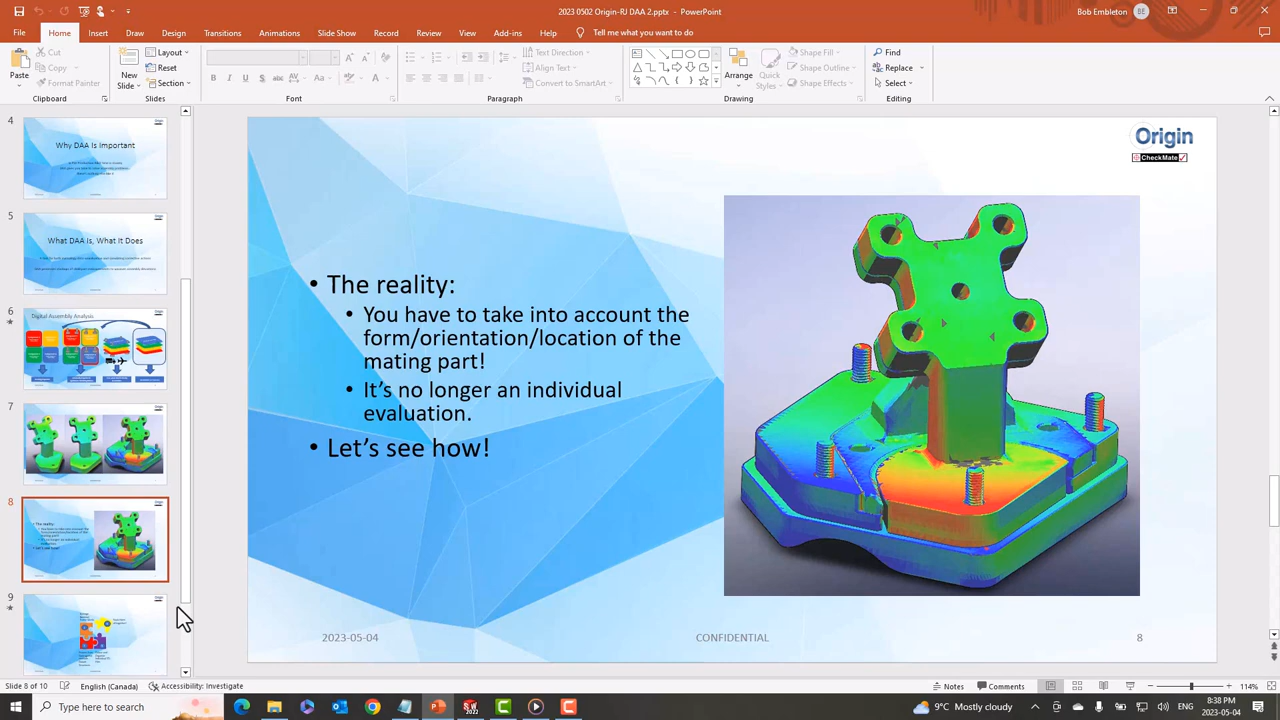 2023 0502 Origin-RJ DAA 2.pptx - PowerPoint
Bob Embleton
BE
File
Home
Insert
Draw
Design
Transitions
Animations
Slide Show
Record
Review
View
Add-ins
Help
Tell me what you want to do
Paste
Cut
Copy
Format Painter
Clipboard
New
Slide
Layout
Reset
Section
Slides
Font
Text Direction
Align Text
Convert to SmartArt
Paragraph
Arrange
Quick
Styles
Shape Fill
Shape Outline
Shape Effects
Drawing
Find
Replace
Select
Editing
4
Why DAA Is Important
5
What DAA is, What It Does
6
Digital Assembly Analysis
7
8
The reality:
Let's see how!
9
Origin
CheckMate
• The reality:
• You have to take into account the
form/orientation/location of the
mating part!
• It's no longer an individual
evaluation.
• Let's see how!
2023-05-04
CONFIDENTIAL
8
Slide 8 of 10
English (Canada)
Accessibility: Investigate
Notes
Comments
114%
Type here to search
9°C Mostly cloudy
ENG
8:38 PM
2023-05-04